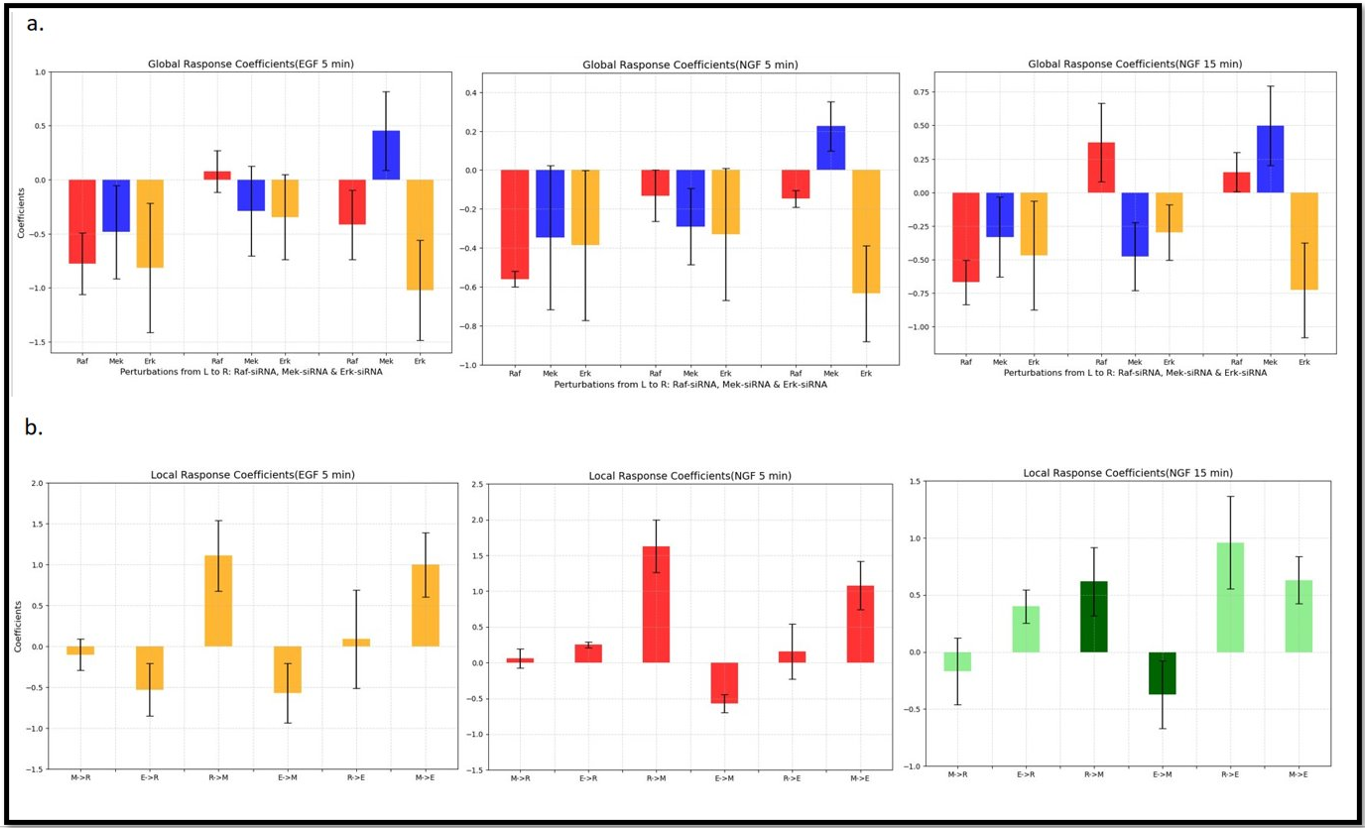 a.
Global Rasponse Coefficients(EGF 5 min)
Global Rasponse Coefficients(NGF 5 min)
Global Rasponse Coefficients(NGF 15 min)
Coefficients
1.0
0.5
0.0
−0.5
−1.0
−1.5
Raf Mek Erk Raf Mek Erk Raf Mek Erk
Perturbations from L to R: Raf-siRNA, Mek-siRNA & Erk-siRNA
0.4
0.2
0.0
−0.2
−0.4
−0.6
−0.8
−1.0
Raf Mek Erk Raf Mek Erk Raf Mek Erk
Perturbations from L to R: Raf-siRNA, Mek-siRNA & Erk-siRNA
0.75
0.50
0.25
0.00
−0.25
−0.50
−0.75
−1.00
Raf Mek Erk Raf Mek Erk Raf Mek Erk
Perturbations from L to R: Raf-siRNA, Mek-siRNA & Erk-siRNA
b.
Local Rasponse Coefficients(EGF 5 min)
Local Rasponse Coefficients(NGF 5 min)
Local Rasponse Coefficients(NGF 15 min)
Coefficients
2.0
1.5
1.0
0.5
0.0
−0.5
−1.0
−1.5
M->R E->R R->M E->M R->E M->E
2.5
2.0
1.5
1.0
0.5
0.0
−0.5
−1.0
−1.5
M->R E->R R->M E->M R->E M->E
1.5
1.0
0.5
0.0
−0.5
−1.0
M->R E->R R->M E->M R->E M->E